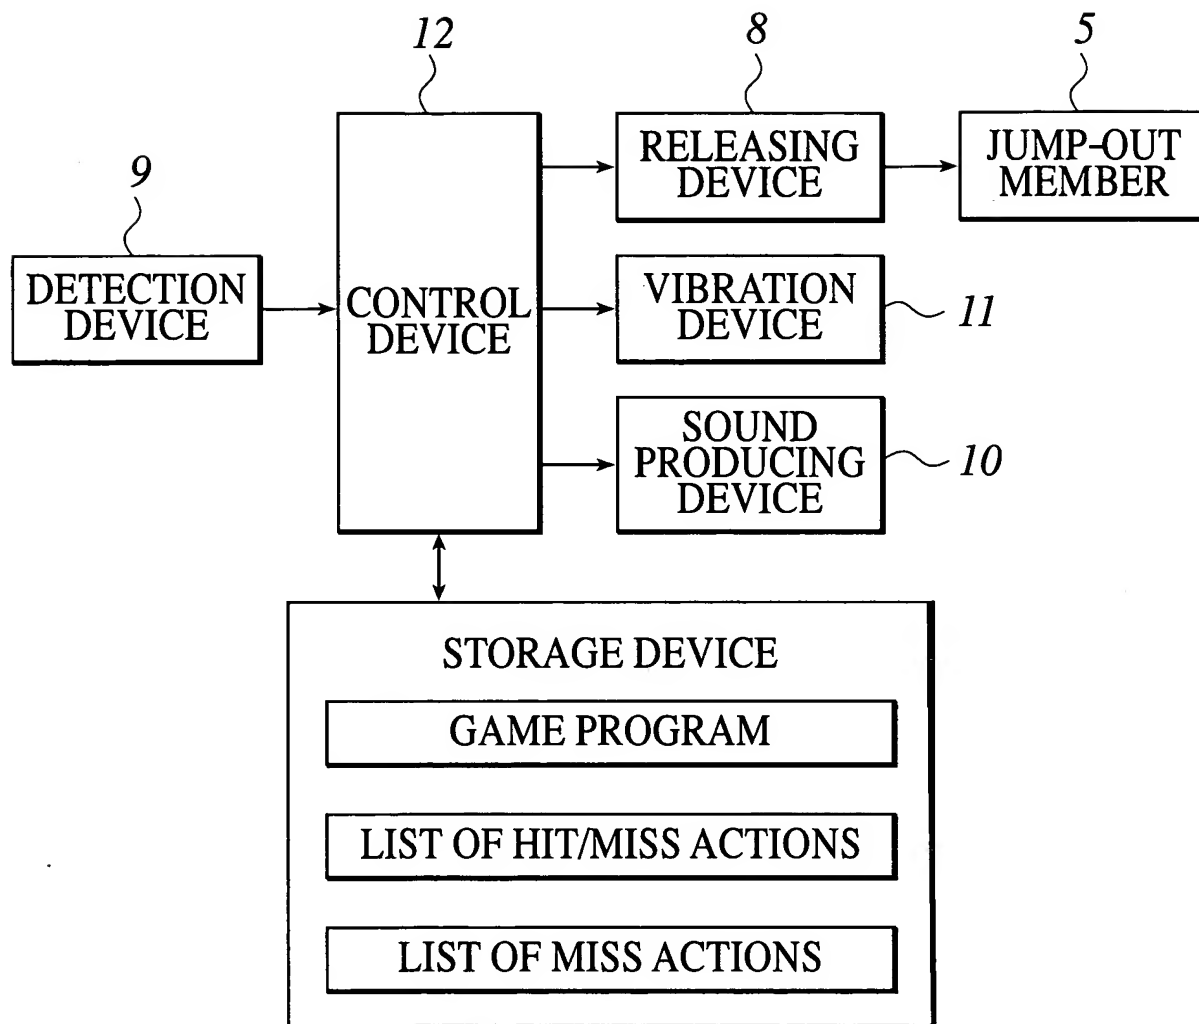 12
8
5
9
RELEASING
DEVICE
JUMP-OUT
MEMBER
DETECTION
DEVICE
CONTROL
DEVICE
VIBRATION
DEVICE
11
SOUND
PRODUCING
DEVICE
10
STORAGE DEVICE
GAME PROGRAM
LIST OF HIT/MISS ACTIONS
LIST OF MISS ACTIONS